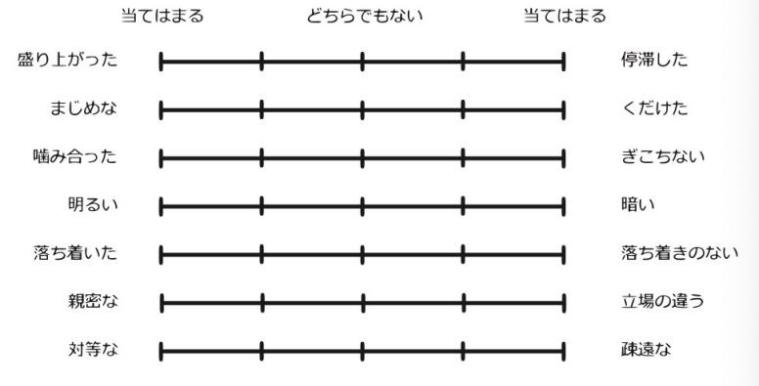 当てはまる どちらでもない 当てはまる
盛り上がった 停滞した
まじめな くだけた
噛み合った ぎこちない
明るい 暗い
落ち着いた 落ち着きのない
親密な 立場の違う
対等な 疎遠な